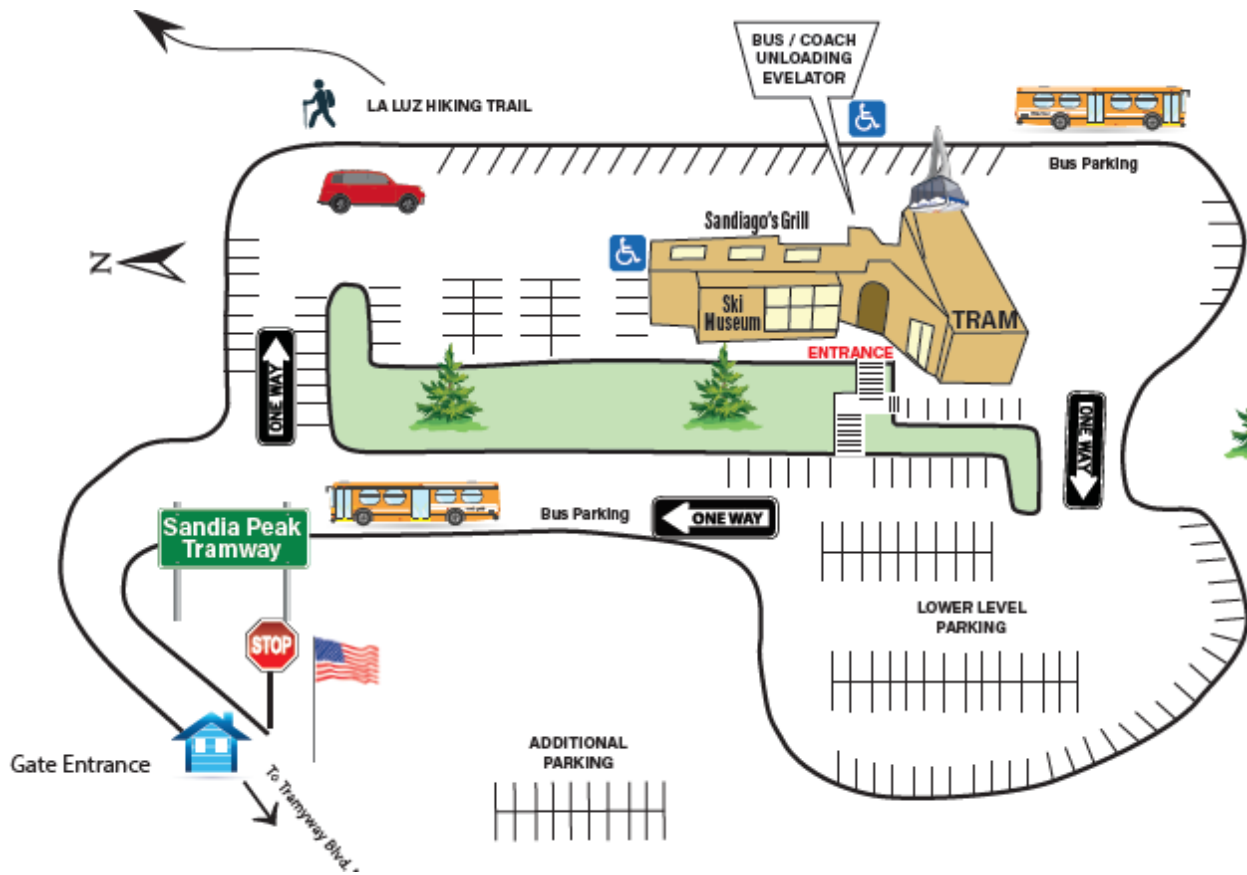 BUS / COACH
UNLOADING
EVELATOR
LA LUZ HIKING TRAIL
Bus Parking
Sandiago's Grill
N
Ski
Museum
TRAM
ENTRANCE
ONE WAY
ONE WAY
Bus Parking
ONE WAY
Sandia Peak
Tramway
LOWER LEVEL
PARKING
STOP
Gate Entrance
ADDITIONAL
PARKING
To Tramyway Blvd.